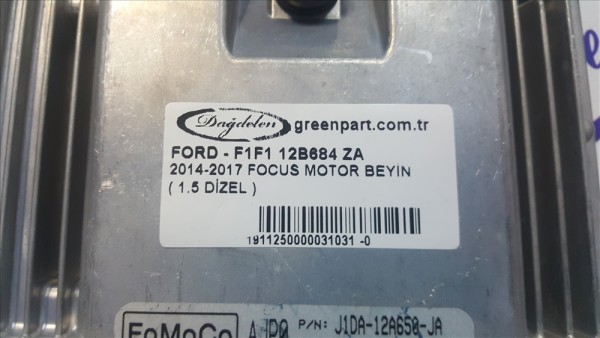 Dağdelen greenpart.com.tr
FORD - F1F1 12B684 ZA
2014-2017 FOCUS MOTOR BEYİN
( 1.5 DİZEL )
1911250000031031 -0
FoMoCo P/N: J1DA-12A650-JA